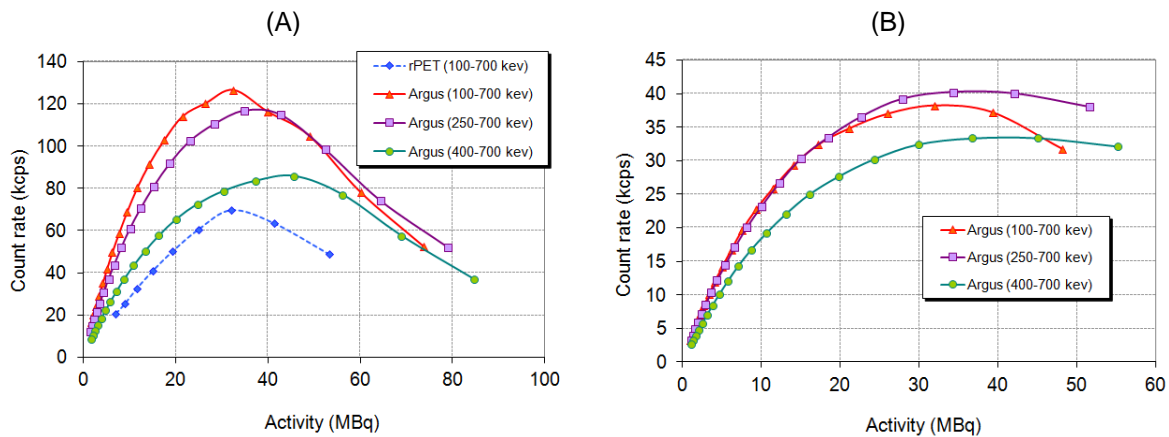 (A)
140
120
100
80
60
40
20
0
Count rate (kcps)
0 20 40 60 80 100
Activity (MBq)
rPET (100-700 kev)
Argus (100-700 kev)
Argus (250-700 kev)
Argus (400-700 kev)
(B)
45
40
35
30
25
20
15
10
5
0
Count rate (kcps)
0 10 20 30 40 50 60
Activity (MBq)
Argus (100-700 kev)
Argus (250-700 kev)
Argus (400-700 kev)